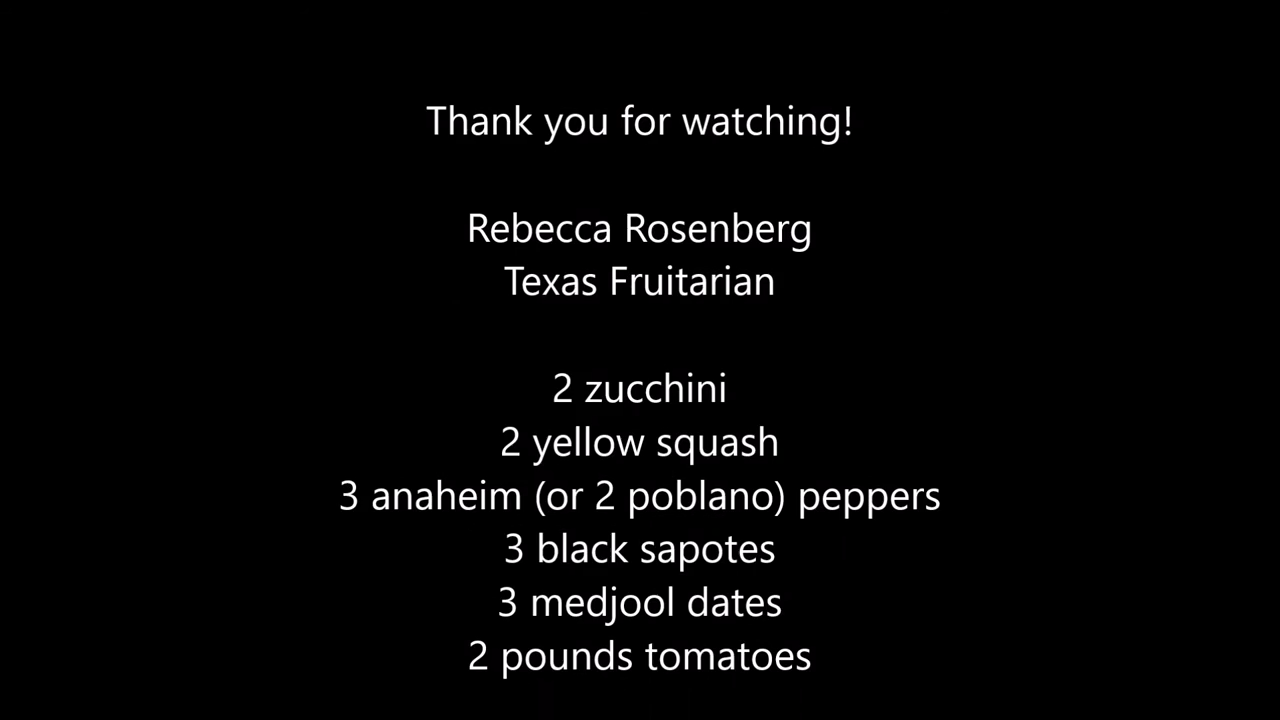 Thank you for watching!
Rebecca Rosenberg
Texas Fruitarian
2 zucchini
2 yellow squash
3 anaheim (or 2 poblano) peppers
3 black sapotes
3 medjool dates
2 pounds tomatoes